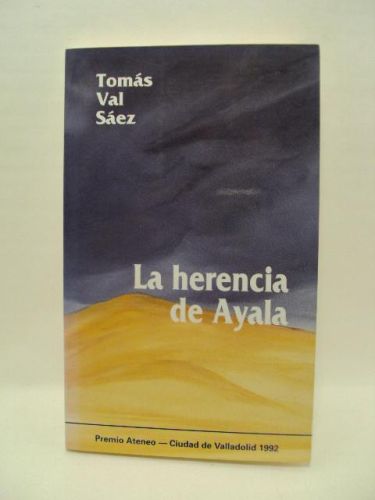 Tomás
Val
Sáez
La herencia
de Ayala
Premio Ateneo — Ciudad de Valladolid 1992